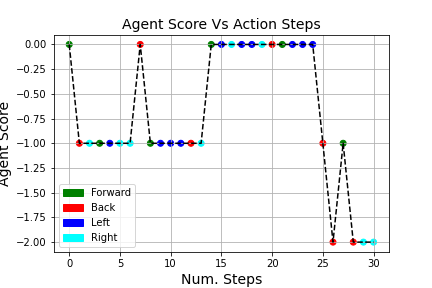 Agent Score Vs Action Steps
Agent Score
0.00
−0.25
−0.50
−0.75
−1.00
−1.25
−1.50
−1.75
−2.00
Forward
Back
Left
Right
0 5 10 15 20 25 30
Num. Steps